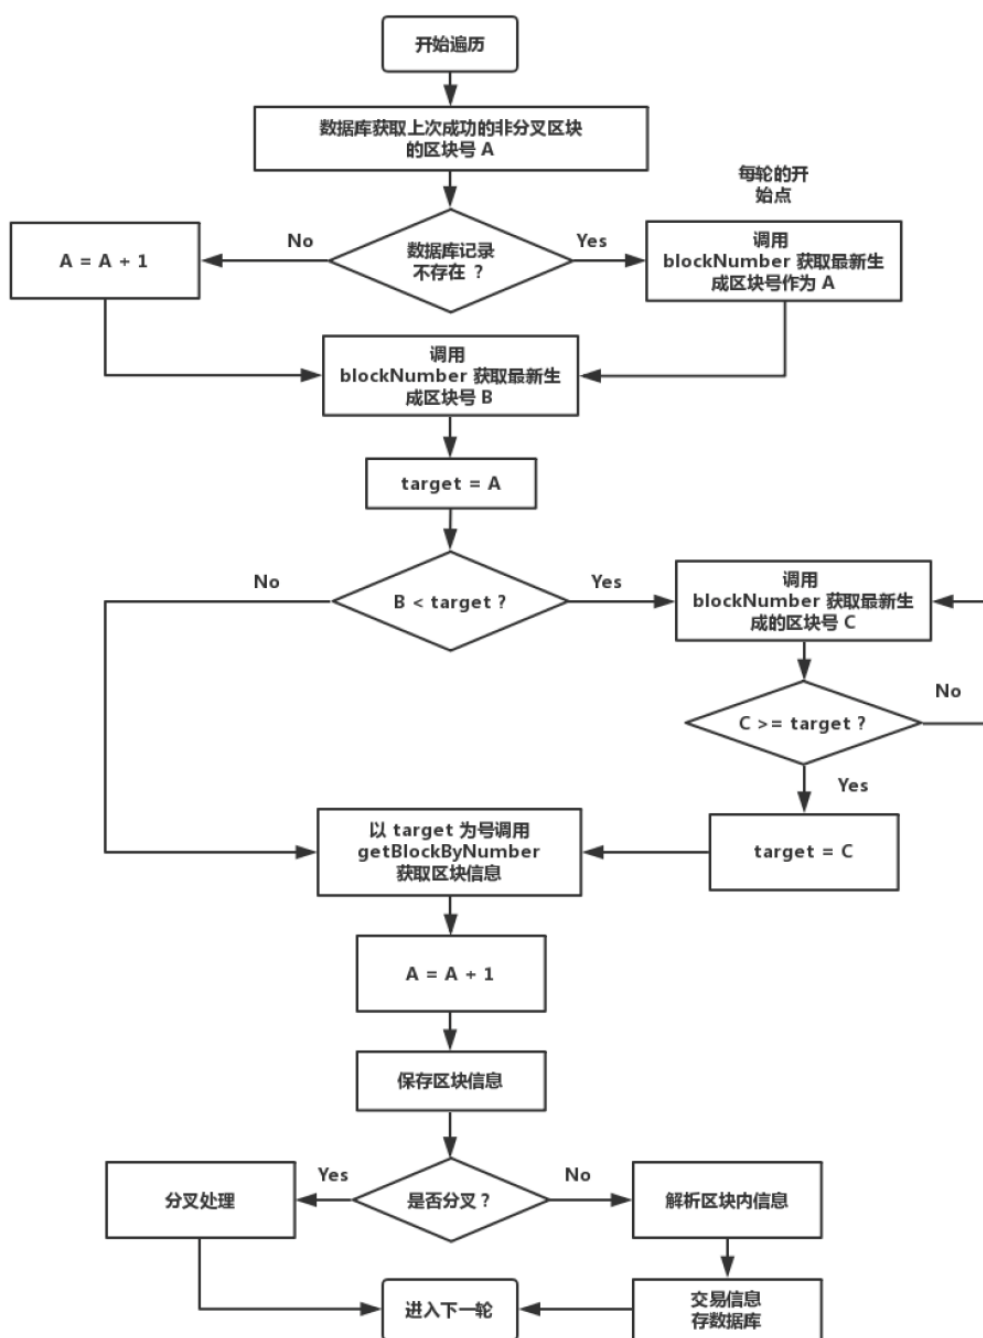 开始遍历
数据库获取上次成功的非分叉区块
的区块号 A
每轮的开
始点
No
数据库记录
不存在 ?
Yes
A = A + 1
调用
blockNumber 获取最新生
成区块号作为 A
调用
blockNumber 获取最新生
成区块号 B
target = A
No
B < target ?
Yes
调用
blockNumber 获取最新生
成的区块号 C
C >= target ?
No
Yes
以 target 为号调用
getBlockByNumber
获取区块信息
target = C
A = A + 1
保存区块信息
Yes
是否分叉 ?
No
分叉处理
解析区块内信息
进入下一轮
交易信息
存数据库